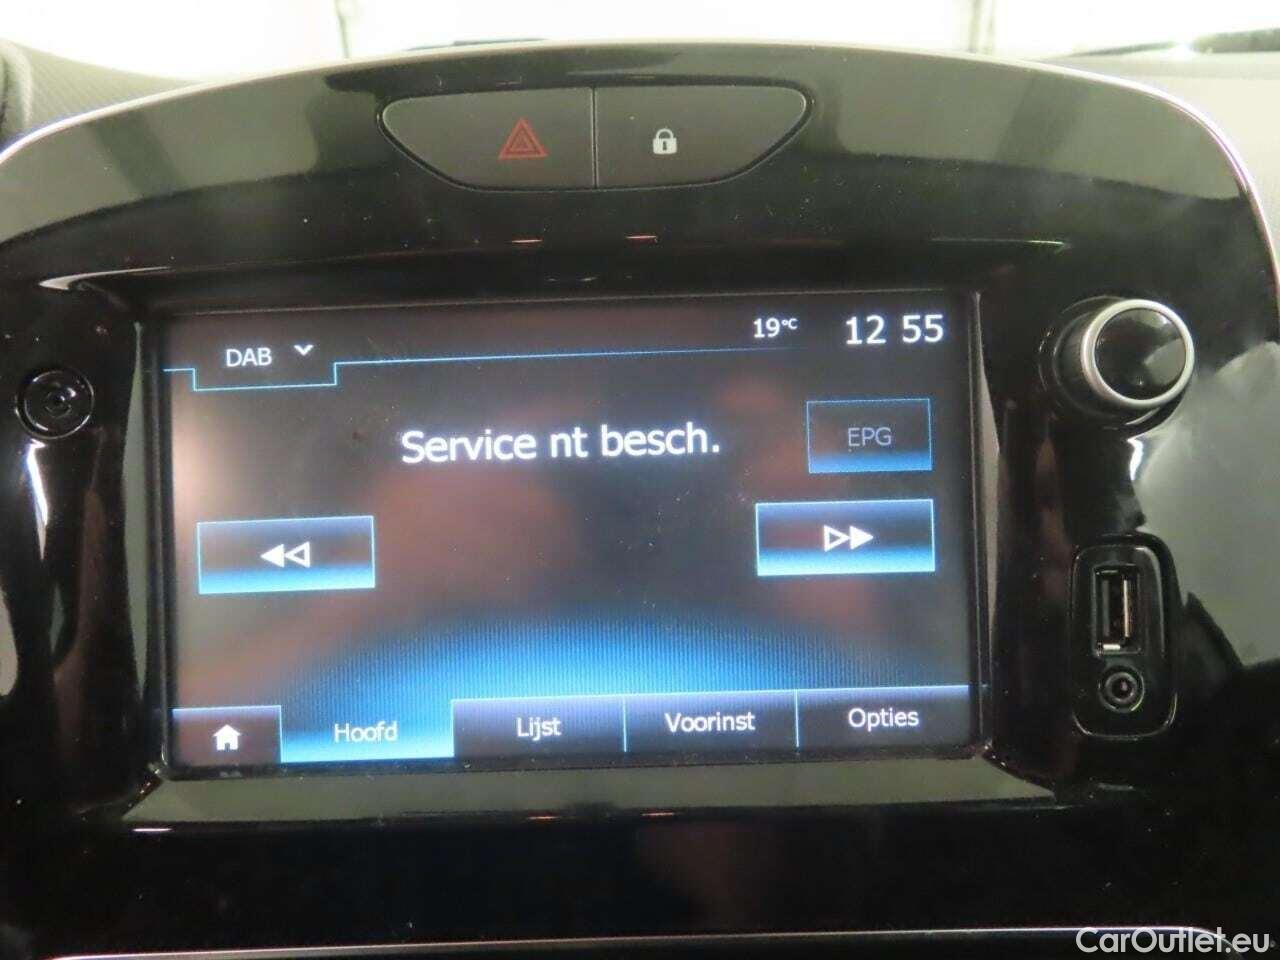 DAB
19°C
12 55
Service nt besch.
EPG
Hoofd
Lijst
Voorinst
Opties
CarOutlet.eu